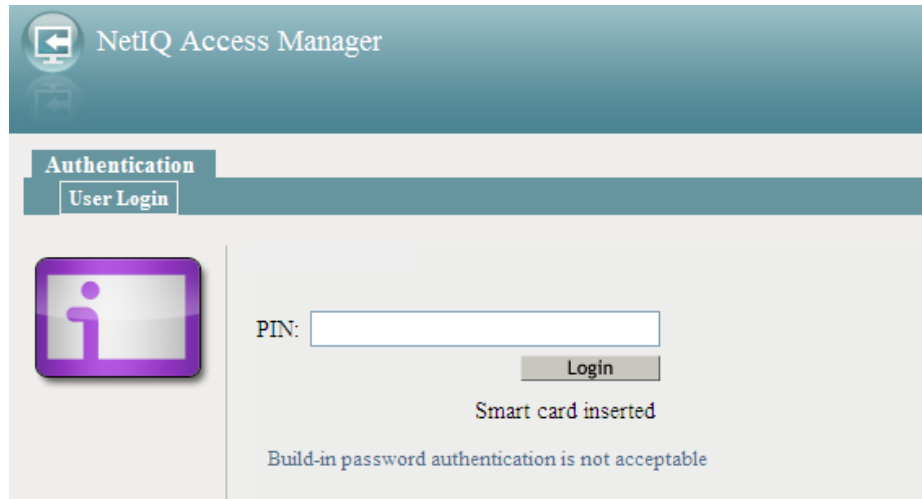 NetIQ Access Manager
Authentication
User Login
PIN:
Login
Smart card inserted
Build-in password authentication is not acceptable